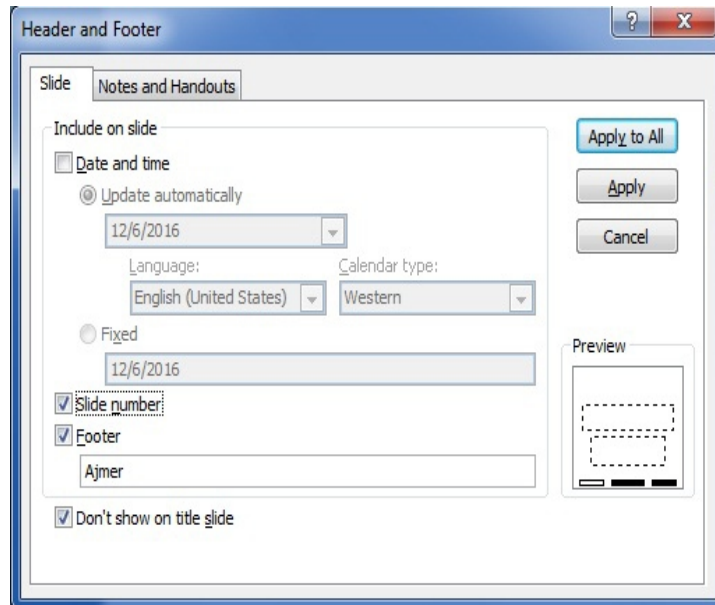 Header and Footer
Slide
Notes and Handouts
Include on slide
Date and time
Update automatically
12/6/2016
Language:
Calendar type:
English (United States)
Western
Fixed
12/6/2016
Slide number
Footer
Ajmer
Don't show on title slide
Apply to All
Apply
Cancel
Preview